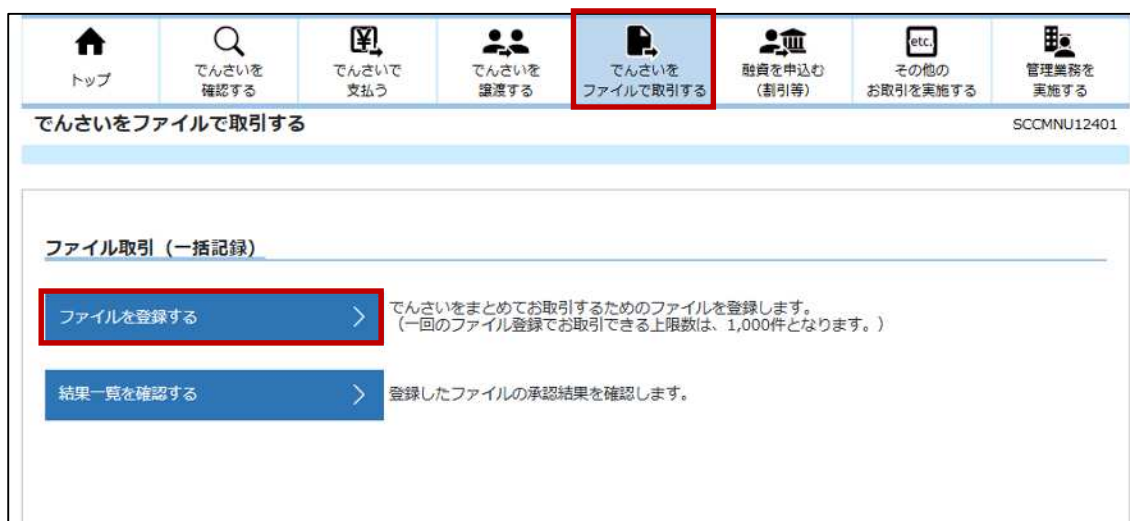 トップ
でんさいを
確認する
でんさいで
支払う
でんさいを
譲渡する
でんさいを
ファイルで取引する
融資を申込む
(割引等)
etc.
その他の
お取引を実施する
管理業務を
実施する
でんさいをファイルで取引する
SCCMNU12401
ファイル取引(一括記録)
ファイルを登録する
でんさいをまとめてお取引するためのファイルを登録します。
(一回のファイル登録でお取引できる上限数は、1,000件となります。)
結果一覧を確認する
登録したファイルの承認結果を確認します。